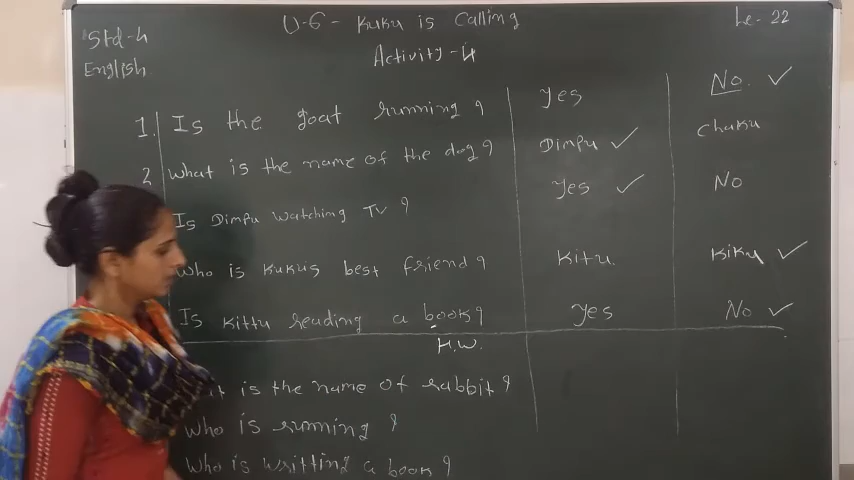 Std-4 U-6 - Kuku is Calling Le- 22
English Activity-4
1. Is the goat running ? Yes No. ✓
2 What is the name of the dog ? Dimpu ✓ Chuku
Is Dimpu watching TV ? Yes ✓ No
Who is Kukus best friend ? Kitu. Kiku ✓
Is Kittu reading a book ? Yes No ✓
H.W.
is the name of rabbit ?
Who is running ?
Who is writting a book ?